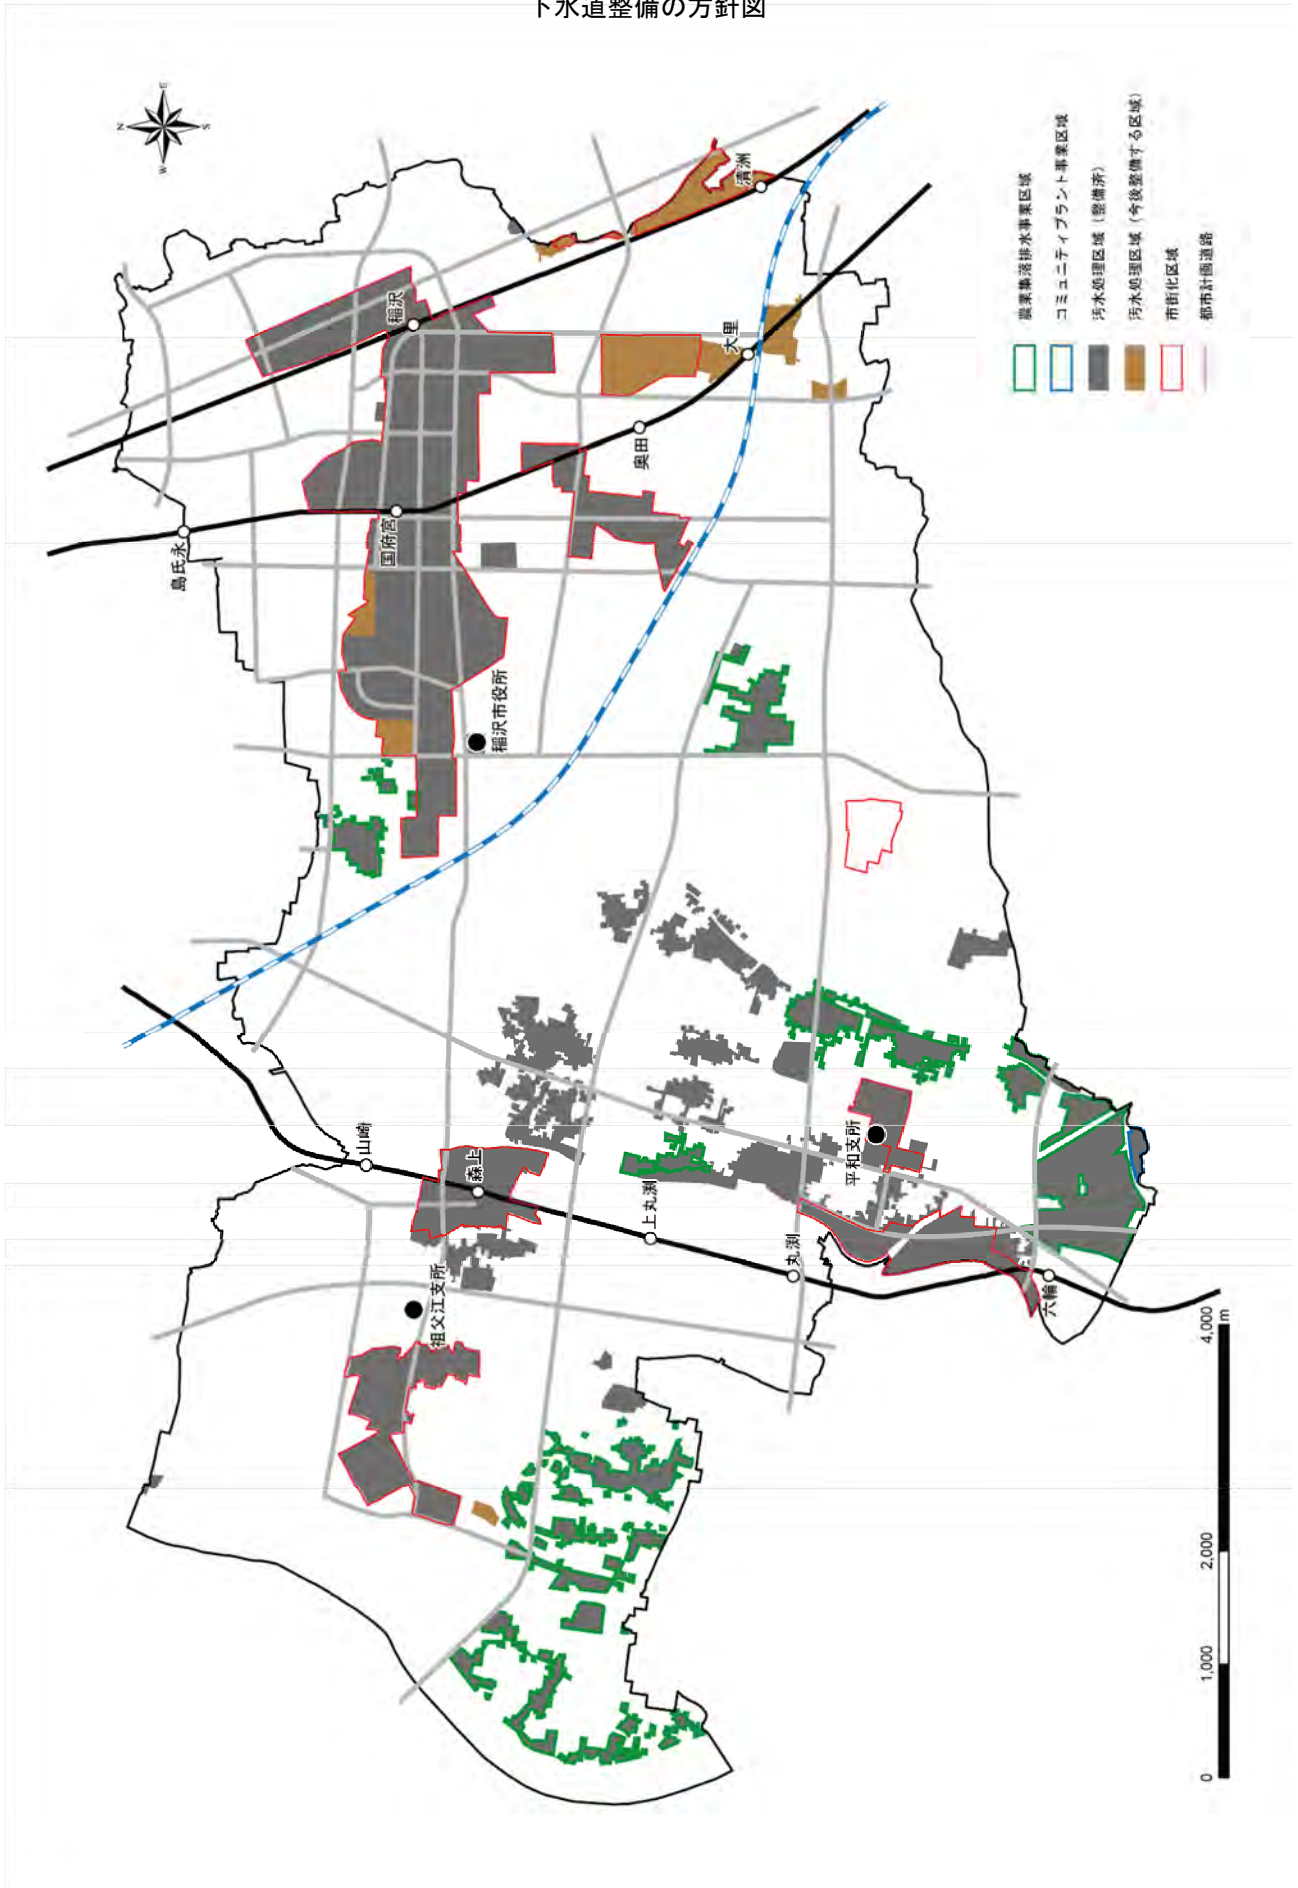 下水道整備の方針図
N
E
S
W
農業集落排水事業区域
コミュニティプラント事業区域
汚水処理区域（整備済）
汚水処理区域（今後整備する区域）
市街化区域
都市計画道路
清洲
稲沢
大里
奥田
国府宮
島氏永
稲沢市役所
山崎
森上
上丸渕
丸渕
平和支所
六輪
祖父江支所
0
1,000
2,000
4,000
m